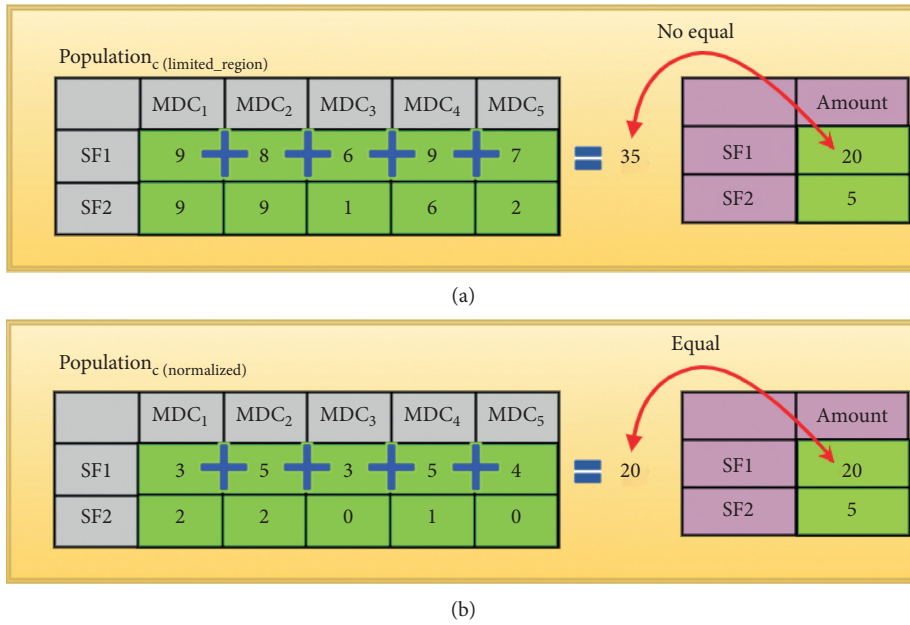 No equal
Populationc (limited_region)
MDC1 MDC2 MDC3 MDC4 MDC5
Amount
SF1 9 + 8 + 6 + 9 + 7 = 35
SF1 20
SF2 9 9 1 6 2
SF2 5
(a)
Equal
Populationc (normalized)
MDC1 MDC2 MDC3 MDC4 MDC5
Amount
SF1 3 + 5 + 3 + 5 + 4 = 20
SF1 20
SF2 2 2 0 1 0
SF2 5
(b)